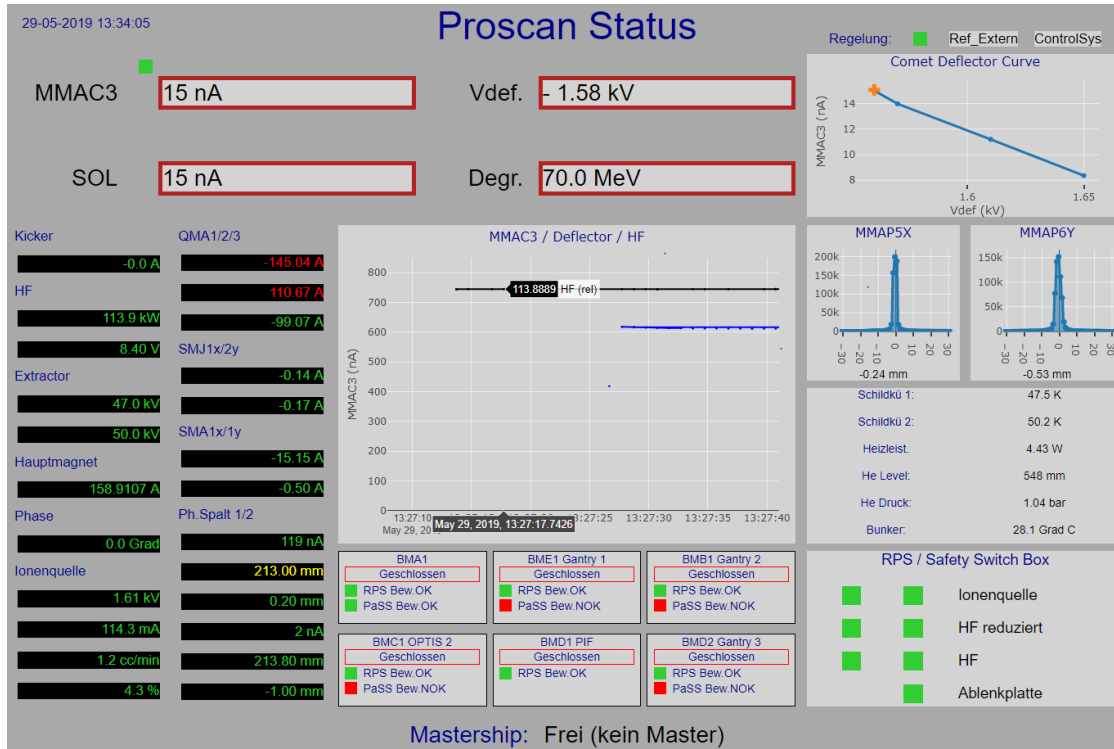 29-05-2019 13:34:05
Proscan Status
Regelung: Ref_Extern ControlSys
MMAC3 15 nA
Vdef. - 1.58 kV
SOL 15 nA
Degr. 70.0 MeV
Comet Deflector Curve
MMAC3 (nA)
14
12
10
8
1.6 1.65
Vdef (kV)
Kicker
-0.0 A
HF
113.9 kW
8.40 V
Extractor
47.0 kV
50.0 kV
Hauptmagnet
158.9107 A
Phase
0.0 Grad
Ionenquelle
1.61 kV
114.3 mA
1.2 cc/min
4.3 %
QMA1/2/3
-145.04 A
110.67 A
-99.07 A
SMJ1x/2y
-0.14 A
-0.17 A
SMA1x/1y
-15.15 A
-0.50 A
Ph.Spalt 1/2
119 nA
213.00 mm
0.20 mm
2 nA
213.80 mm
-1.00 mm
MMAC3 / Deflector / HF
MMAC3 (nA)
800
700
600
500
400
300
200
100
0
113.8889 HF (rel)
13:27:10 13:27:25 13:27:30 13:27:35 13:27:40
May 29, 20
May 29, 2019, 13:27:17.7426
MMAP5X
200k
150k
100k
50k
0
−30 −20 −10 0 10 20 30
-0.24 mm
MMAP6Y
150k
100k
50k
0
−30 −20 −10 0 10 20 30
-0.53 mm
Schildkü 1: 47.5 K
Schildkü 2: 50.2 K
Heizleist. 4.43 W
He Level: 548 mm
He Druck: 1.04 bar
Bunker: 28.1 Grad C
BMA1
Geschlossen
RPS Bew.OK
PaSS Bew.OK
BME1 Gantry 1
Geschlossen
RPS Bew.OK
PaSS Bew.NOK
BMB1 Gantry 2
Geschlossen
RPS Bew.OK
PaSS Bew.NOK
BMC1 OPTIS 2
Geschlossen
RPS Bew.OK
PaSS Bew.NOK
BMD1 PIF
Geschlossen
RPS Bew.OK
BMD2 Gantry 3
Geschlossen
RPS Bew.OK
PaSS Bew.NOK
RPS / Safety Switch Box
Ionenquelle
HF reduziert
HF
Ablenkplatte
Mastership: Frei (kein Master)